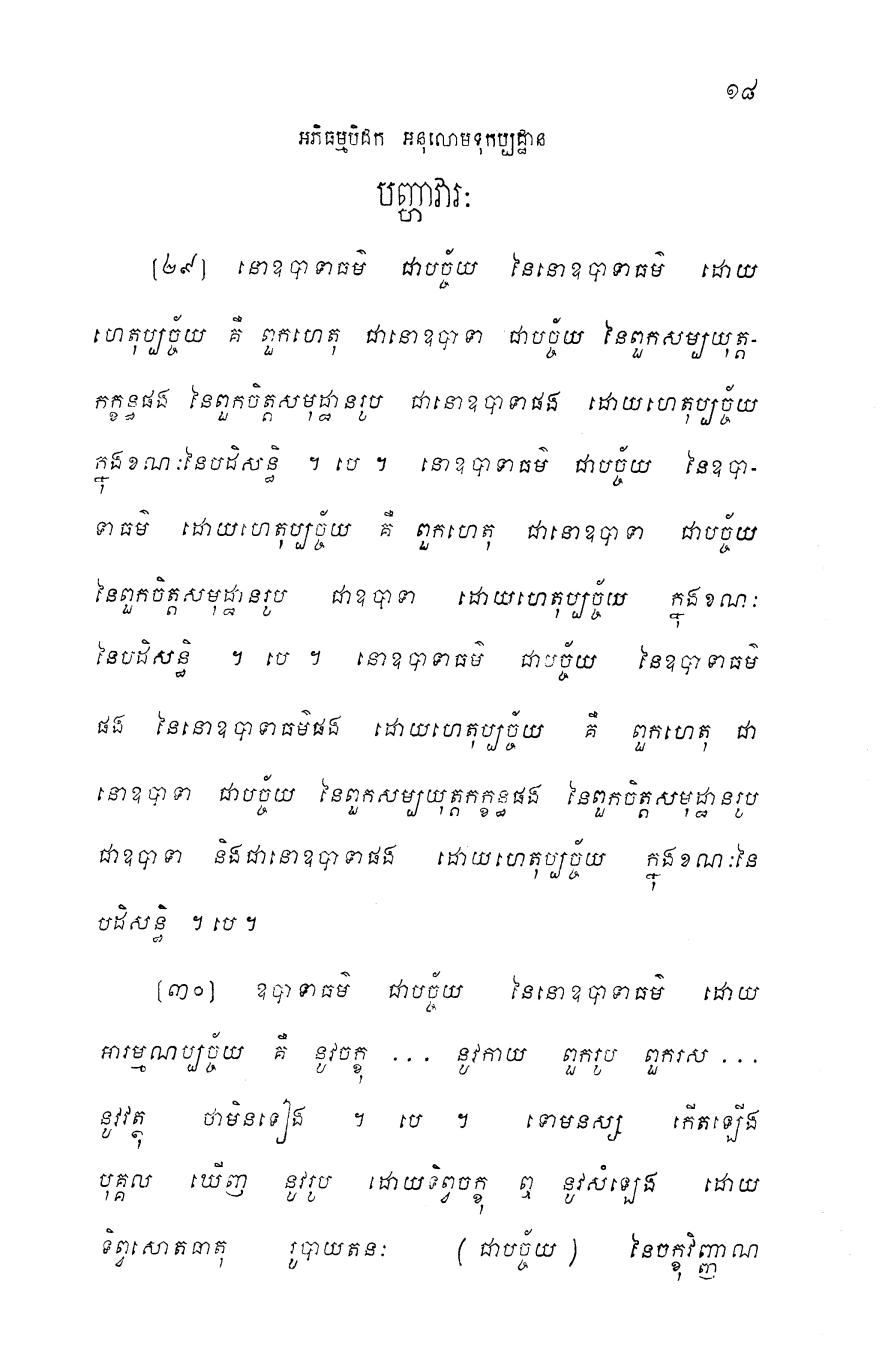 ១៨
អភិធម្មបិដក អនុលោមទុកប្បដ្ឋាន
បញ្ហាវារៈ
(២៩) នោឧបាទាធម៌ ជាបច្ច័យ នៃនោឧបាទាធម៌ ដោយ
ហេតុប្បច្ច័យ គឺ ពួកហេតុ ជានោឧបាទា ជាបច្ច័យ នៃពួកសម្បយុត្ត-
កក្ខន្ធផង នៃពួកចិត្តសមុដ្ឋានរូប ជានោឧបាទាផង ដោយហេតុប្បច្ច័យ
ក្នុងខណៈនៃបដិសន្ធិ ។ បេ ។ នោឧបាទាធម៌ ជាបច្ច័យ នៃឧបា-
ទាធម៌ ដោយហេតុប្បច្ច័យ គឺ ពួកហេតុ ជានោឧបាទា ជាបច្ច័យ
នៃពួកចិត្តសមុដ្ឋានរូប ជាឧបាទា ដោយហេតុប្បច្ច័យ ក្នុងខណៈ
នៃបដិសន្ធិ ។ បេ ។ នោឧបាទាធម៌ ជាបច្ច័យ នៃឧបាទាធម៌
ផង នៃនោឧបាទាធម៌ផង ដោយហេតុប្បច្ច័យ គឺ ពួកហេតុ ជា
នោឧបាទា ជាបច្ច័យ នៃពួកសម្បយុត្តកក្ខន្ធផង នៃពួកចិត្តសមុដ្ឋានរូប
ជាឧបាទា និងជានោឧបាទាផង ដោយហេតុប្បច្ច័យ ក្នុងខណៈនៃ
បដិសន្ធិ ។ បេ ។
(៣០) ឧបាទាធម៌ ជាបច្ច័យ នៃនោឧបាទាធម៌ ដោយ
អារម្មណប្បច្ច័យ គឺ នូវចក្ខុ ... នូវកាយ ពួករូប ពួករស ...
នូវវត្ថុ ថាមិនទៀង ។ បេ ។ ទោមនស្ស កើតឡើង
បុគ្គល ឃើញ នូវរូប ដោយទិព្វចក្ខុ ឮ នូវសំឡេង ដោយ
ទិព្វសោតធាតុ រូបាយតនៈ (ជាបច្ច័យ) នៃចក្ខុវិញ្ញាណ